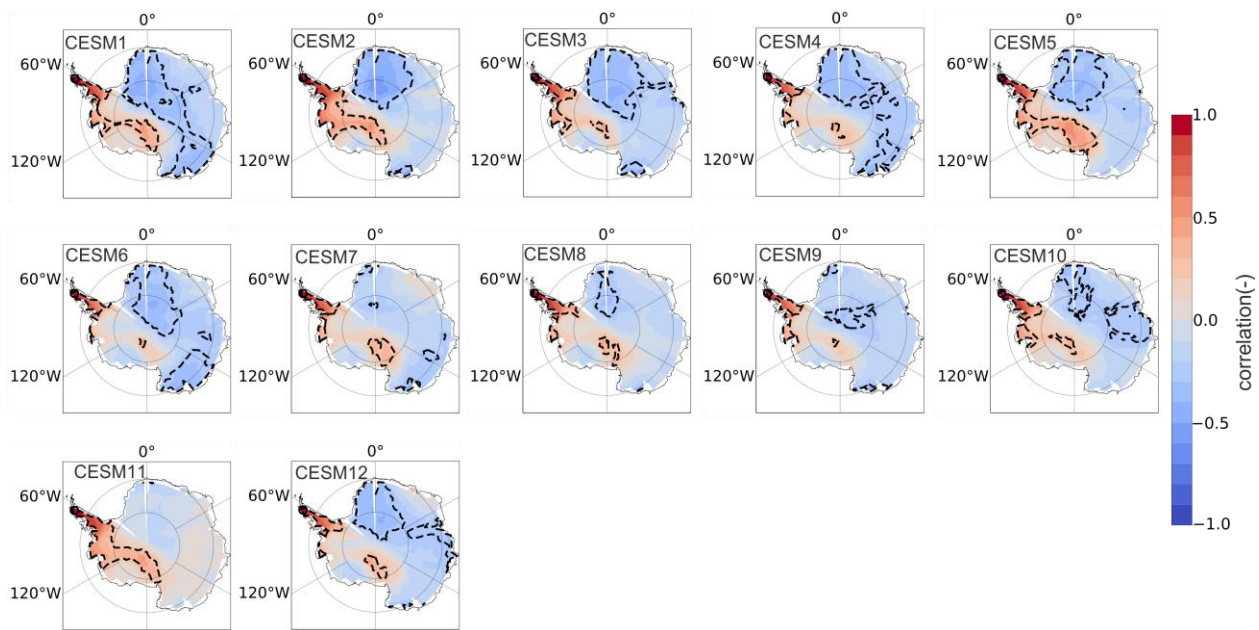 0° 0° 0° 0° 0°
CESM1 CESM2 CESM3 CESM4 CESM5
60°W 60°W 60°W 60°W 60°W
120°W 120°W 120°W 120°W 120°W
1.0
0.5
0.0
−0.5
−1.0
correlation(-)
0° 0° 0° 0° 0°
CESM6 CESM7 CESM8 CESM9 CESM10
60°W 60°W 60°W 60°W 60°W
120°W 120°W 120°W 120°W 120°W
0° 0°
CESM11 CESM12
60°W 60°W
120°W 120°W